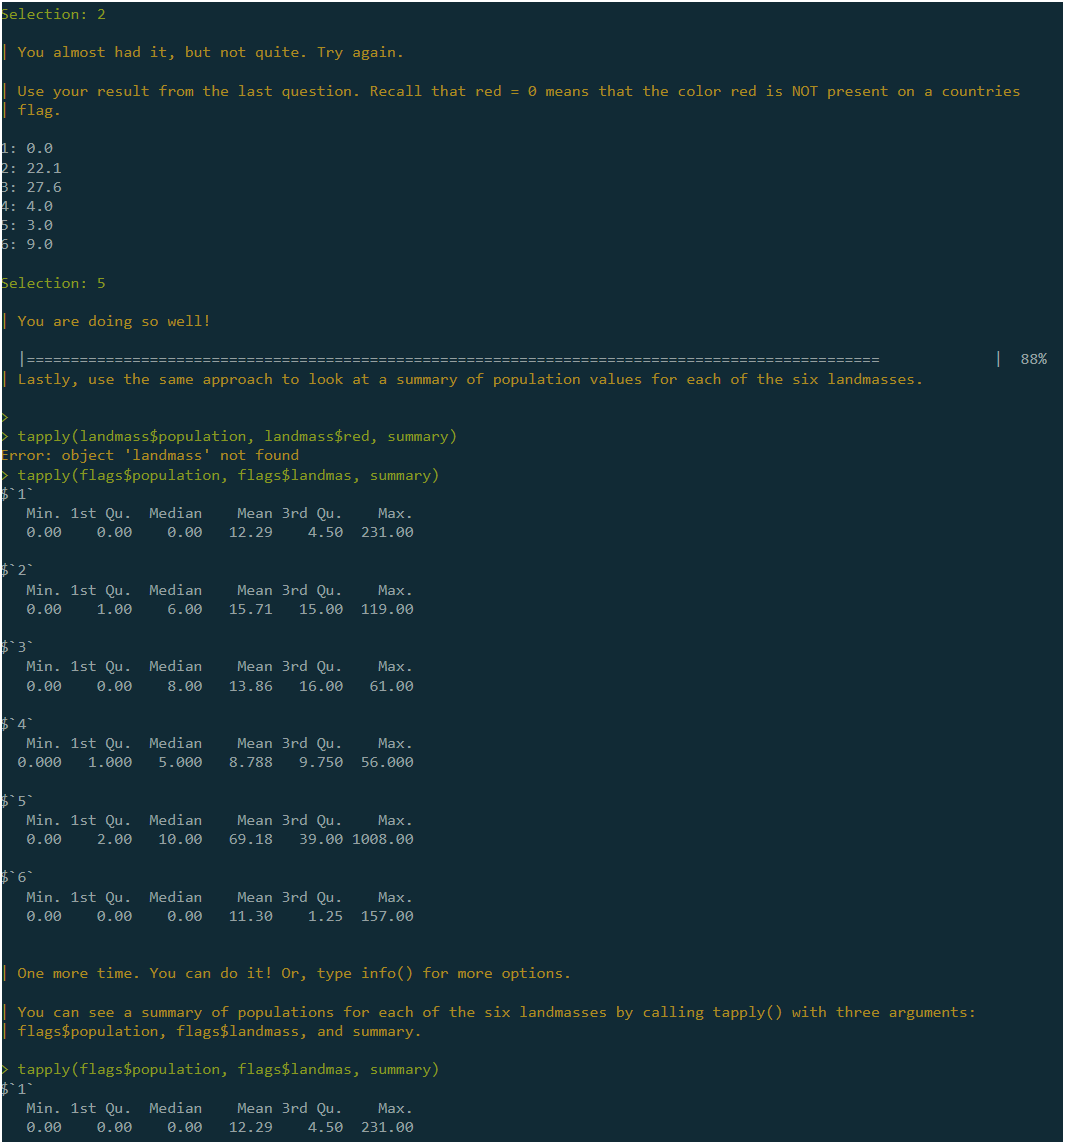 Selection: 2
| You almost had it, but not quite. Try again.
| Use your result from the last question. Recall that red = 0 means that the color red is NOT present on a countries
| flag.
1: 0.0
2: 22.1
3: 27.6
4: 4.0
5: 3.0
6: 9.0
Selection: 5
| You are doing so well!
|=================================================================================================             | 88%
| Lastly, use the same approach to look at a summary of population values for each of the six landmasses.
>
> tapply(landmass$population, landmass$red, summary)
Error: object 'landmass' not found
> tapply(flags$population, flags$landmas, summary)
$`1`
Min. 1st Qu. Median Mean 3rd Qu. Max.
0.00 0.00 0.00 12.29 4.50 231.00
$`2`
Min. 1st Qu. Median Mean 3rd Qu. Max.
0.00 1.00 6.00 15.71 15.00 119.00
$`3`
Min. 1st Qu. Median Mean 3rd Qu. Max.
0.00 0.00 8.00 13.86 16.00 61.00
$`4`
Min. 1st Qu. Median Mean 3rd Qu. Max.
0.000 1.000 5.000 8.788 9.750 56.000
$`5`
Min. 1st Qu. Median Mean 3rd Qu. Max.
0.00 2.00 10.00 69.18 39.00 1008.00
$`6`
Min. 1st Qu. Median Mean 3rd Qu. Max.
0.00 0.00 0.00 11.30 1.25 157.00
| One more time. You can do it! Or, type info() for more options.
| You can see a summary of populations for each of the six landmasses by calling tapply() with three arguments:
| flags$population, flags$landmass, and summary.
> tapply(flags$population, flags$landmas, summary)
$`1`
Min. 1st Qu. Median Mean 3rd Qu. Max.
0.00 0.00 0.00 12.29 4.50 231.00